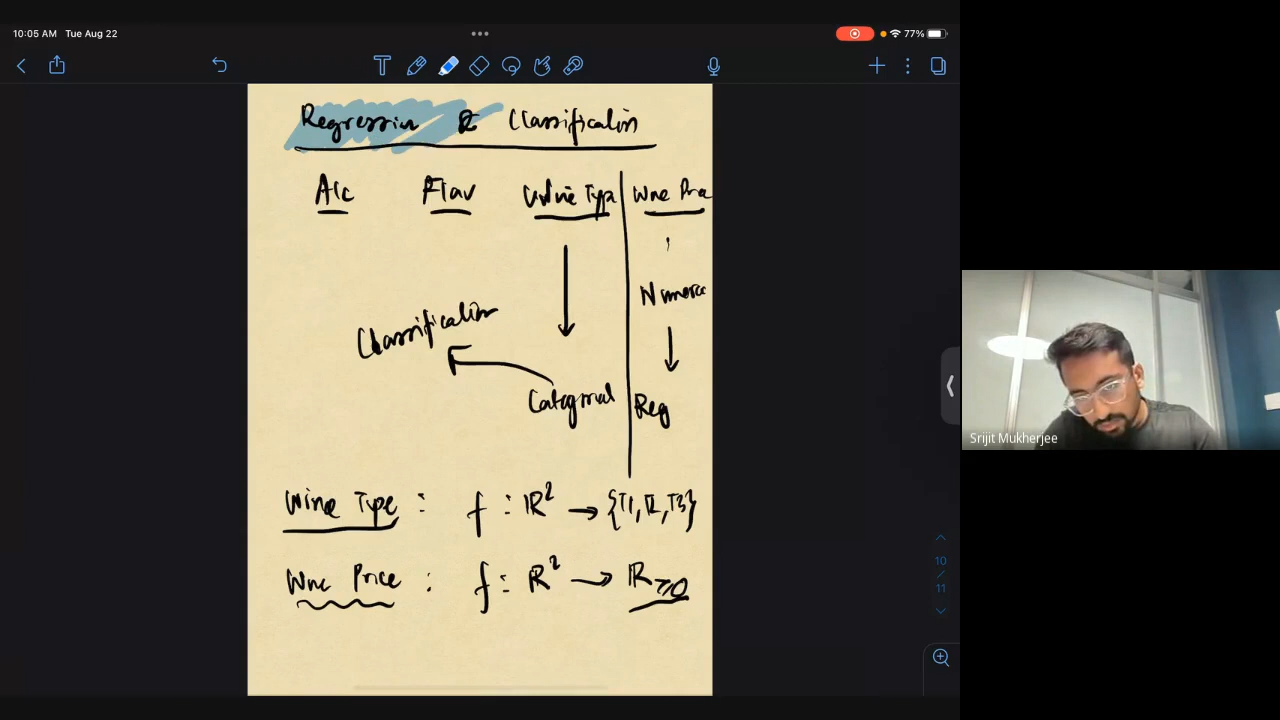 10:05 AM Tue Aug 22
77%
Regression & Classification
Alc Flav Wine Type Wine Price
Numeric
Classification
Categorical Reg
Wine Type : f : ℝ² → {T1, T2, T3}
Wine Price : f : ℝ² → ℝ≥0
10
/
11
Srijit Mukherjee